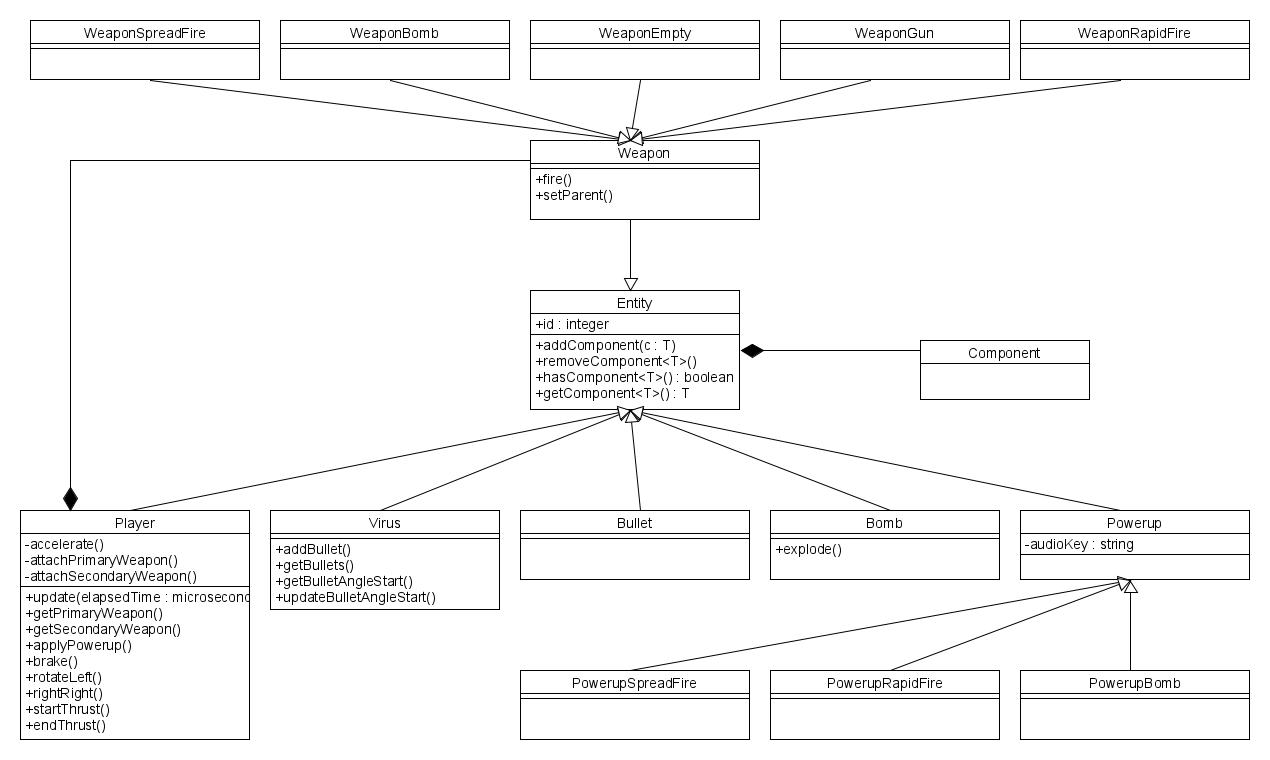 WeaponSpreadFire
WeaponBomb
WeaponEmpty
WeaponGun
WeaponRapidFire
Weapon
+fire()
+setParent()
Entity
+id : integer
+addComponent(c : T)
+removeComponent<T>()
+hasComponent<T>() : boolean
+getComponent<T>() : T
Component
Player
-accelerate()
-attachPrimaryWeapon()
-attachSecondaryWeapon()
+update(elapsedTime : microsecond
+getPrimaryWeapon()
+getSecondaryWeapon()
+applyPowerup()
+brake()
+rotateLeft()
+rightRight()
+startThrust()
+endThrust()
Virus
+addBullet()
+getBullets()
+getBulletAngleStart()
+updateBulletAngleStart()
Bullet
Bomb
+explode()
Powerup
-audioKey : string
PowerupSpreadFire
PowerupRapidFire
PowerupBomb